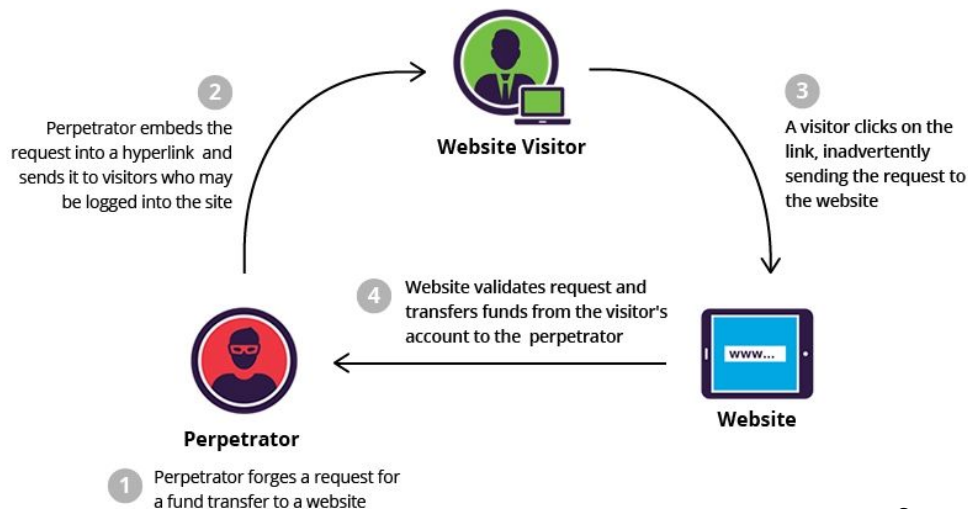 2
Perpetrator embeds the
request into a hyperlink and
sends it to visitors who may
be logged into the site
Website Visitor
3
A visitor clicks on the
link, inadvertently
sending the request to
the website
4
Website validates request and
transfers funds from the visitor's
account to the perpetrator
www...
Website
Perpetrator
1
Perpetrator forges a request for
a fund transfer to a website